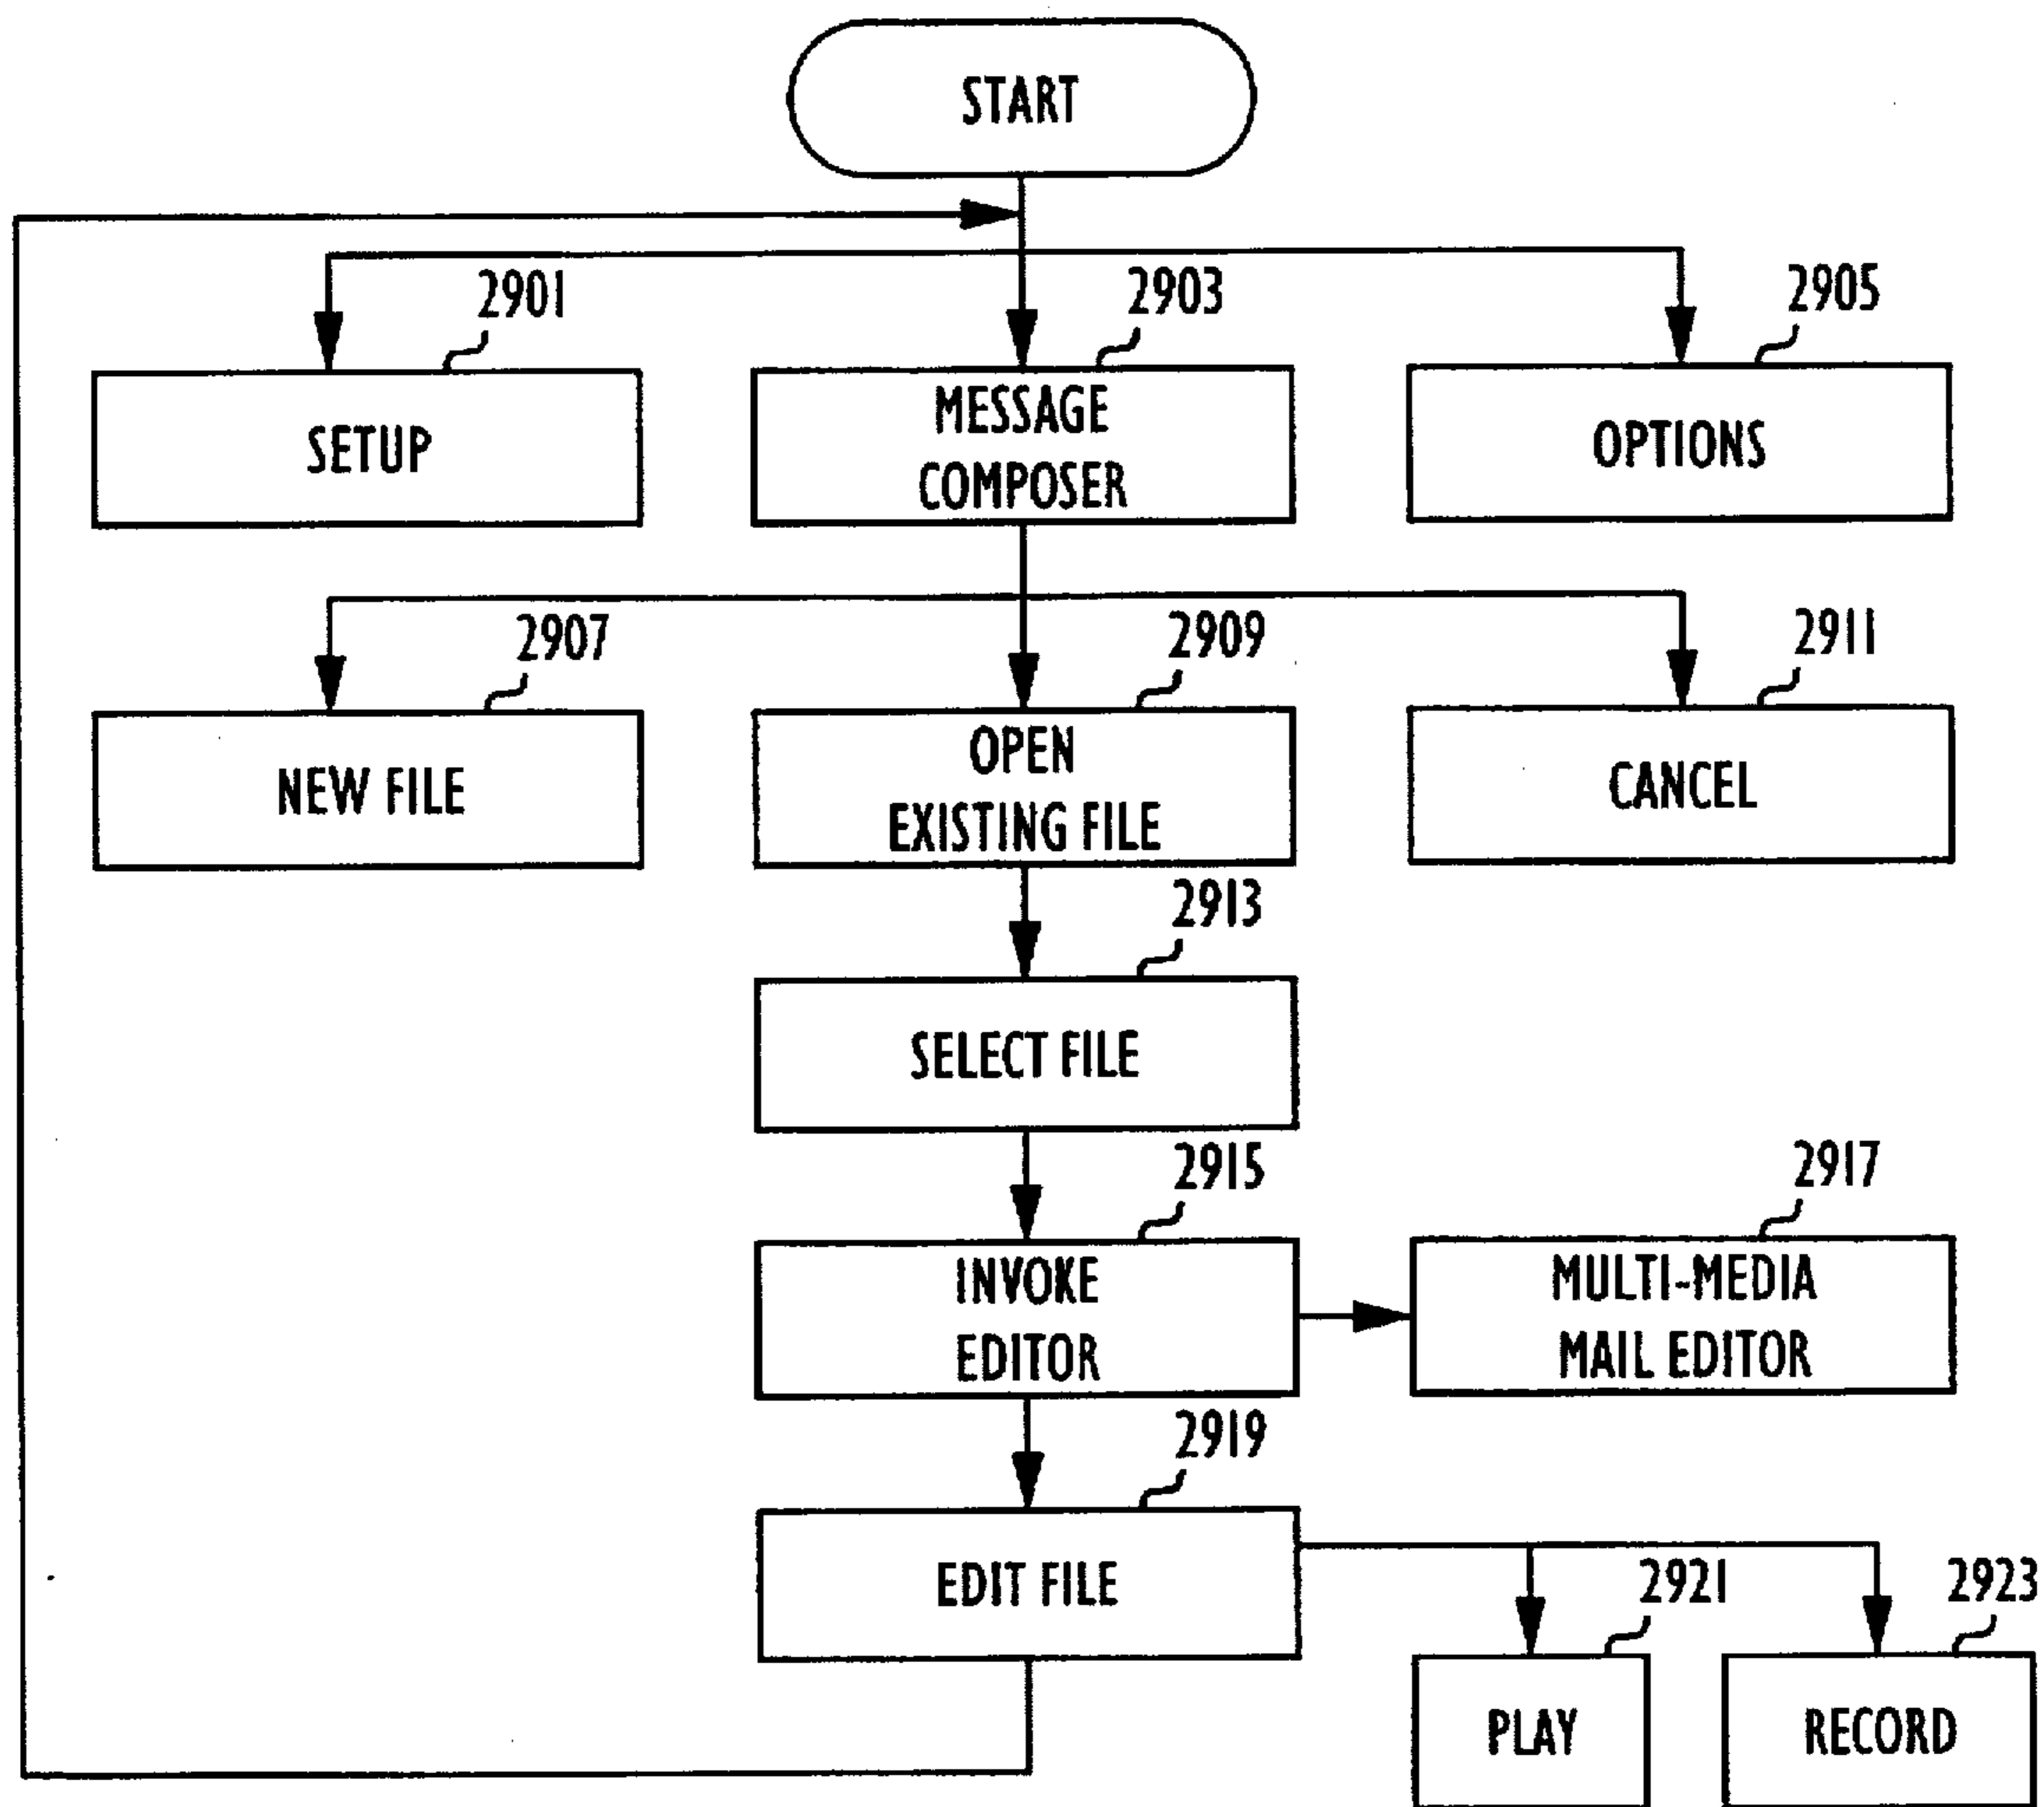 START
2901
2903
2905
SETUP
MESSAGE
COMPOSER
OPTIONS
2907
2909
2911
NEW FILE
OPEN
EXISTING FILE
CANCEL
2913
SELECT FILE
2915
2917
INVOKE
EDITOR
MULTI-MEDIA
MAIL EDITOR
2919
EDIT FILE
2921
2923
PLAY
RECORD